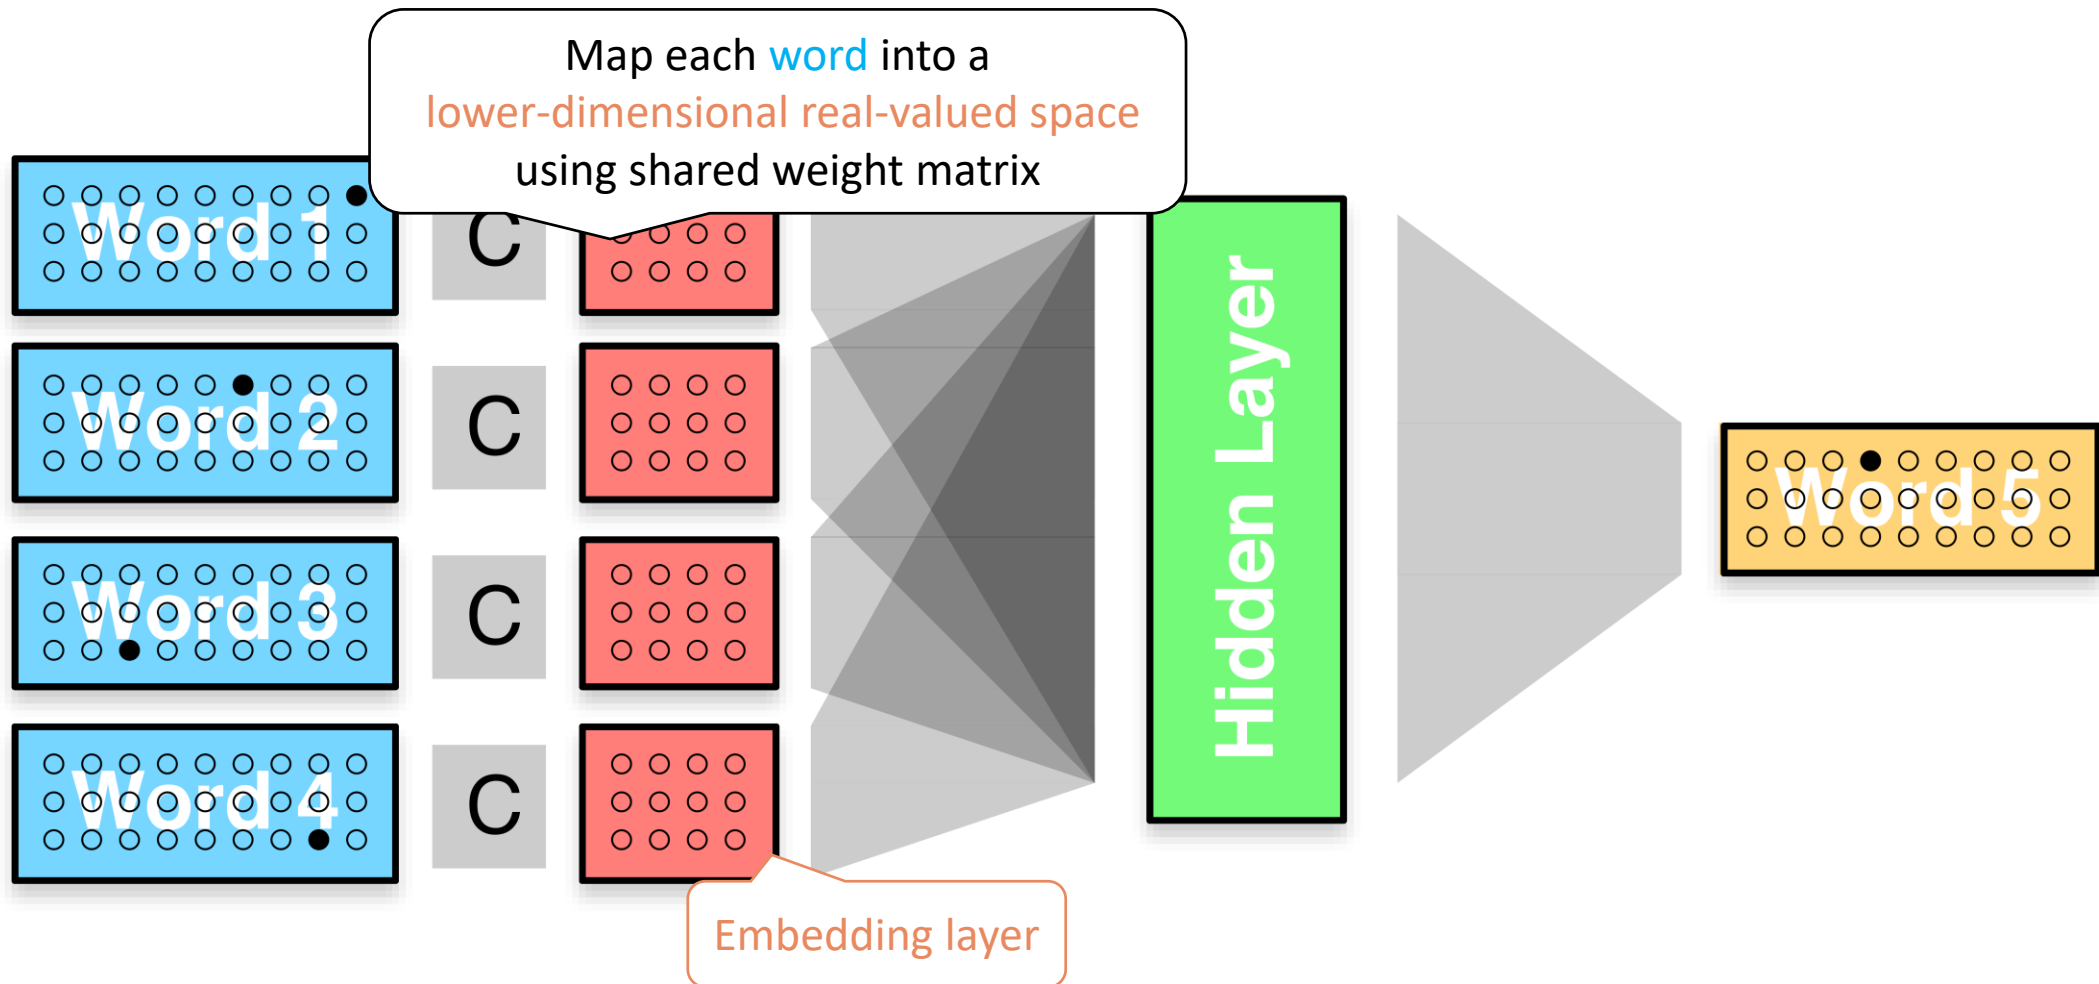 Map each word into a
lower-dimensional real-valued space
using shared weight matrix
Word 1
C
Word 2
C
Word 3
C
Word 4
C
Hidden Layer
Word 5
Embedding layer